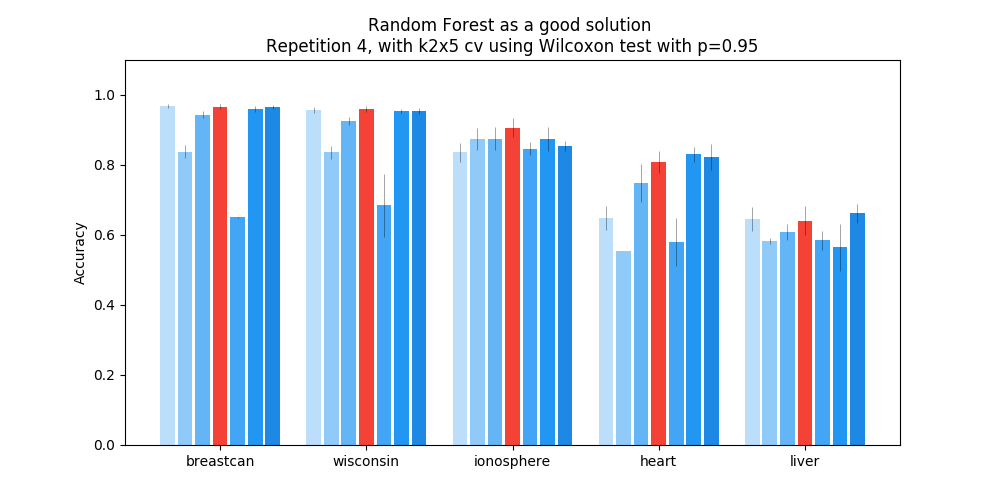 Random Forest as a good solution
Repetition 4, with k2x5 cv using Wilcoxon test with p=0.95
Accuracy
1.0
0.8
0.6
0.4
0.2
0.0
breastcan wisconsin ionosphere heart liver